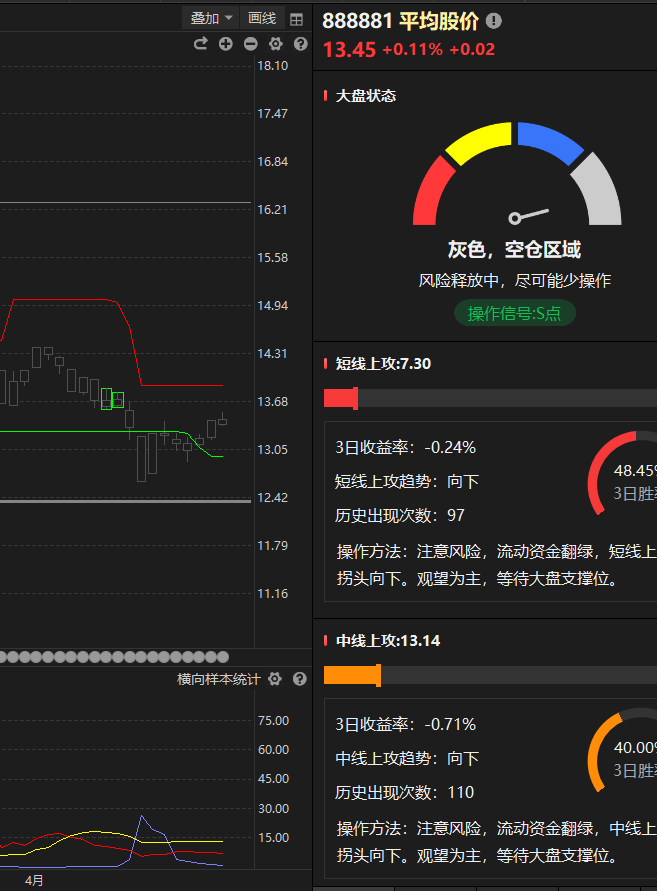 叠加 画线
18.10
17.47
16.84
16.21
15.58
14.94
14.31
13.68
13.05
12.42
11.79
11.16
横向样本统计
75.00
60.00
45.00
30.00
15.00
4月
888881 平均股价
13.45 +0.11% +0.02
大盘状态
灰色，空仓区域
风险释放中，尽可能少操作
操作信号:S点
短线上攻:7.30
3日收益率：-0.24%
短线上攻趋势：向下
历史出现次数：97
48.45%
3日胜率
操作方法：注意风险，流动资金翻绿，短线上
拐头向下。观望为主，等待大盘支撑位。
中线上攻:13.14
3日收益率：-0.71%
中线上攻趋势：向下
历史出现次数：110
40.00%
3日胜率
操作方法：注意风险，流动资金翻绿，中线上
拐头向下。观望为主，等待大盘支撑位。